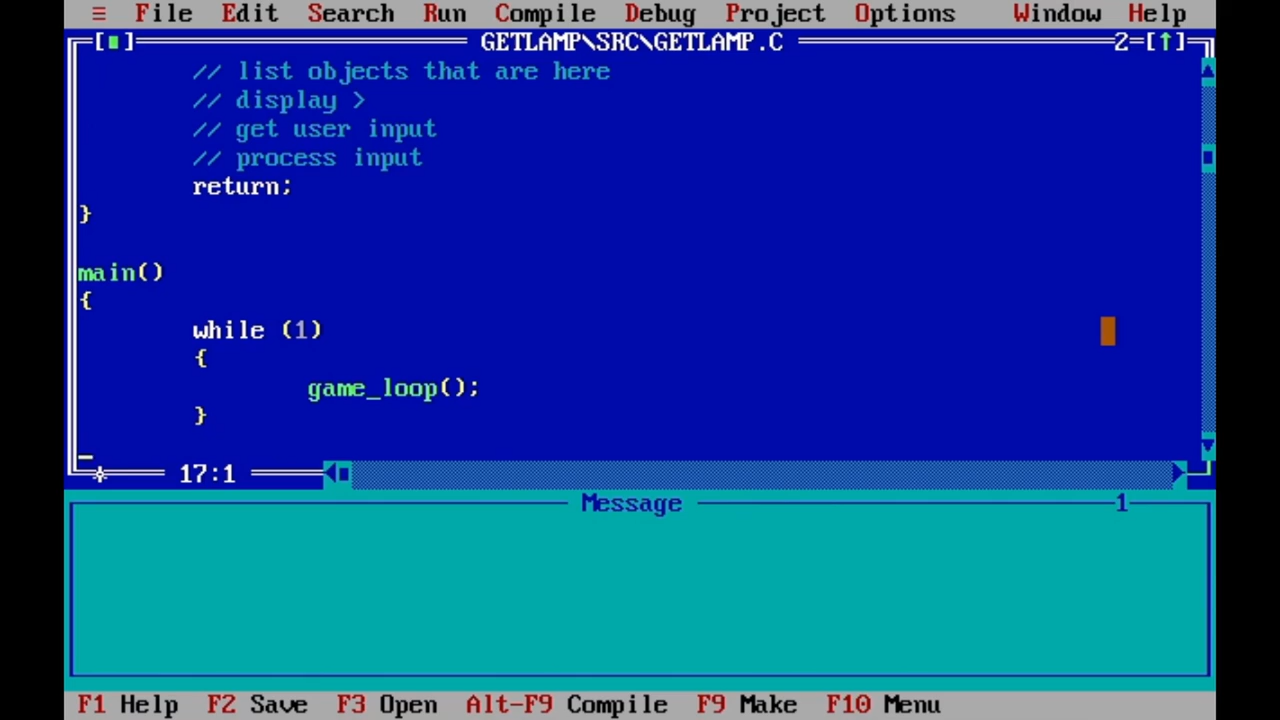 ≡ File Edit Search Run Compile Debug Project Options Window Help
[■] GETLAMP\SRC\GETLAMP.C 2=[↑]
// list objects that are here
// display >
// get user input
// process input
return;
}
main()
{
while (1)
{
game_loop();
}
17:1
Message 1
F1 Help F2 Save F3 Open Alt-F9 Compile F9 Make F10 Menu